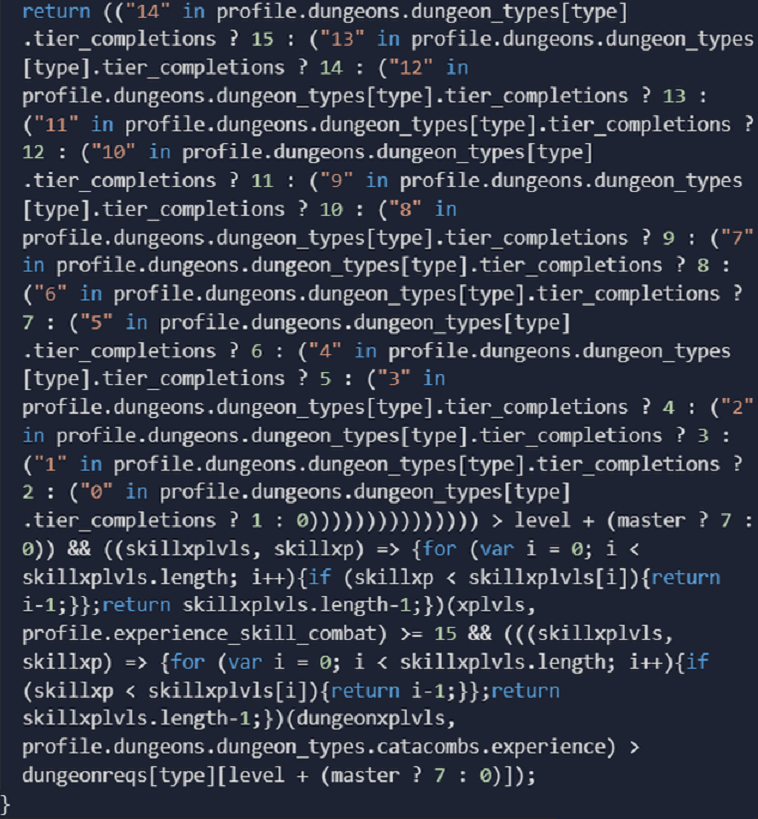 return (("14" in profile.dungeons.dungeon_types[type]
.tier_completions ? 15 : ("13" in profile.dungeons.dungeon_types
[type].tier_completions ? 14 : ("12" in
profile.dungeons.dungeon_types[type].tier_completions ? 13 :
("11" in profile.dungeons.dungeon_types[type].tier_completions ?
12 : ("10" in profile.dungeons.dungeon_types[type]
.tier_completions ? 11 : ("9" in profile.dungeons.dungeon_types
[type].tier_completions ? 10 : ("8" in
profile.dungeons.dungeon_types[type].tier_completions ? 9 : ("7"
in profile.dungeons.dungeon_types[type].tier_completions ? 8 :
("6" in profile.dungeons.dungeon_types[type].tier_completions ?
7 : ("5" in profile.dungeons.dungeon_types[type]
.tier_completions ? 6 : ("4" in profile.dungeons.dungeon_types
[type].tier_completions ? 5 : ("3" in
profile.dungeons.dungeon_types[type].tier_completions ? 4 : ("2"
in profile.dungeons.dungeon_types[type].tier_completions ? 3 :
("1" in profile.dungeons.dungeon_types[type].tier_completions ?
2 : ("0" in profile.dungeons.dungeon_types[type]
.tier_completions ? 1 : 0))))))))))))))) > level + (master ? 7 :
0)) && ((skillxplvls, skillxp) => {for (var i = 0; i <
skillxplvls.length; i++){if (skillxp < skillxplvls[i]){return
i-1;}};return skillxplvls.length-1;})(xplvls,
profile.experience_skill_combat) >= 15 && (((skillxplvls,
skillxp) => {for (var i = 0; i < skillxplvls.length; i++){if
(skillxp < skillxplvls[i]){return i-1;}};return
skillxplvls.length-1;})(dungeonxplvls,
profile.dungeons.dungeon_types.catacombs.experience) >
dungeonreqs[type][level + (master ? 7 : 0)]);
}